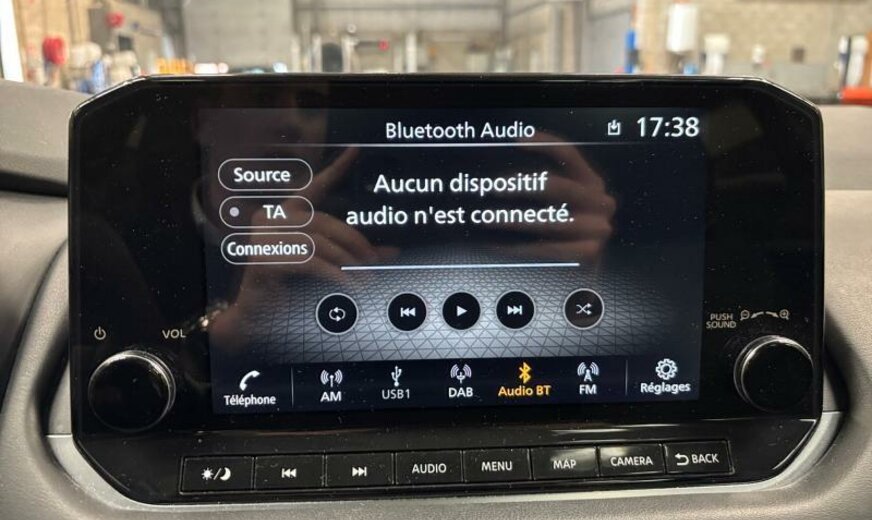 Bluetooth Audio
17:38
Source
TA
Connexions
Aucun dispositif
audio n'est connecté.
VOL
PUSH
SOUND
Téléphone
AM
USB1
DAB
Audio BT
FM
Réglages
AUDIO
MENU
MAP
CAMERA
BACK